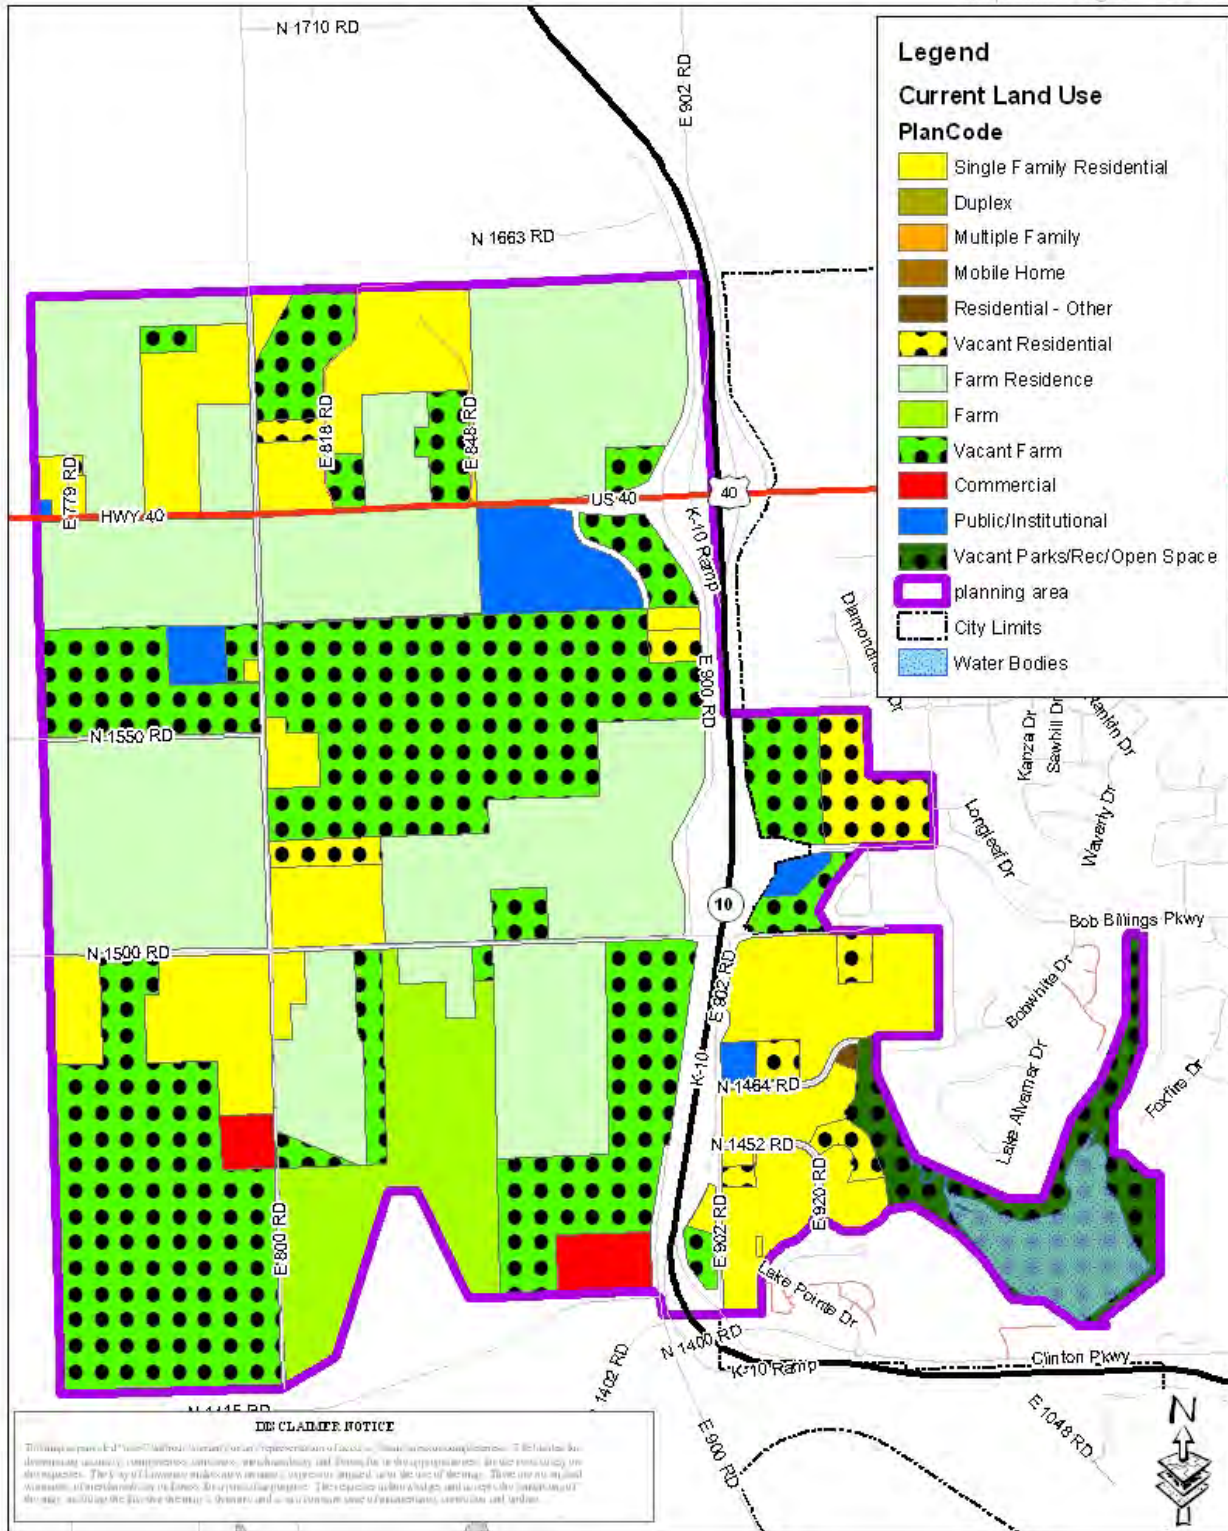 N 1710 RD
E 902 RD
N 1663 RD
Legend
Current Land Use
PlanCode
Single Family Residential
Duplex
Multiple Family
Mobile Home
Residential - Other
Vacant Residential
Farm Residence
Farm
Vacant Farm
Commercial
Public/Institutional
Vacant Parks/Rec/Open Space
planning area
City Limits
Water Bodies
E 818 RD
E 848 RD
E 779 RD
HWY 40
US 40
40
K-10 Ramp
E 900 RD
Dr
Kanza Dr
Sawhill Dr
Rankin Dr
N 1550 RD
Longleaf Dr
Waverly Dr
10
Bob Billings Pkwy
N 1500 RD
E 902 RD
Bobwhite Dr
K-10
N 1464 RD
Lake Alvamar Dr
Foxfire Dr
N 1452 RD
E 920 RD
E 800 RD
E 902 RD
Lake Pointe Dr
N 1400 RD
K-10 Ramp
Clinton Pkwy
1402 RD
N 1415 RD
E 900 RD
E 1048 RD
N
DISCLAIMER NOTICE